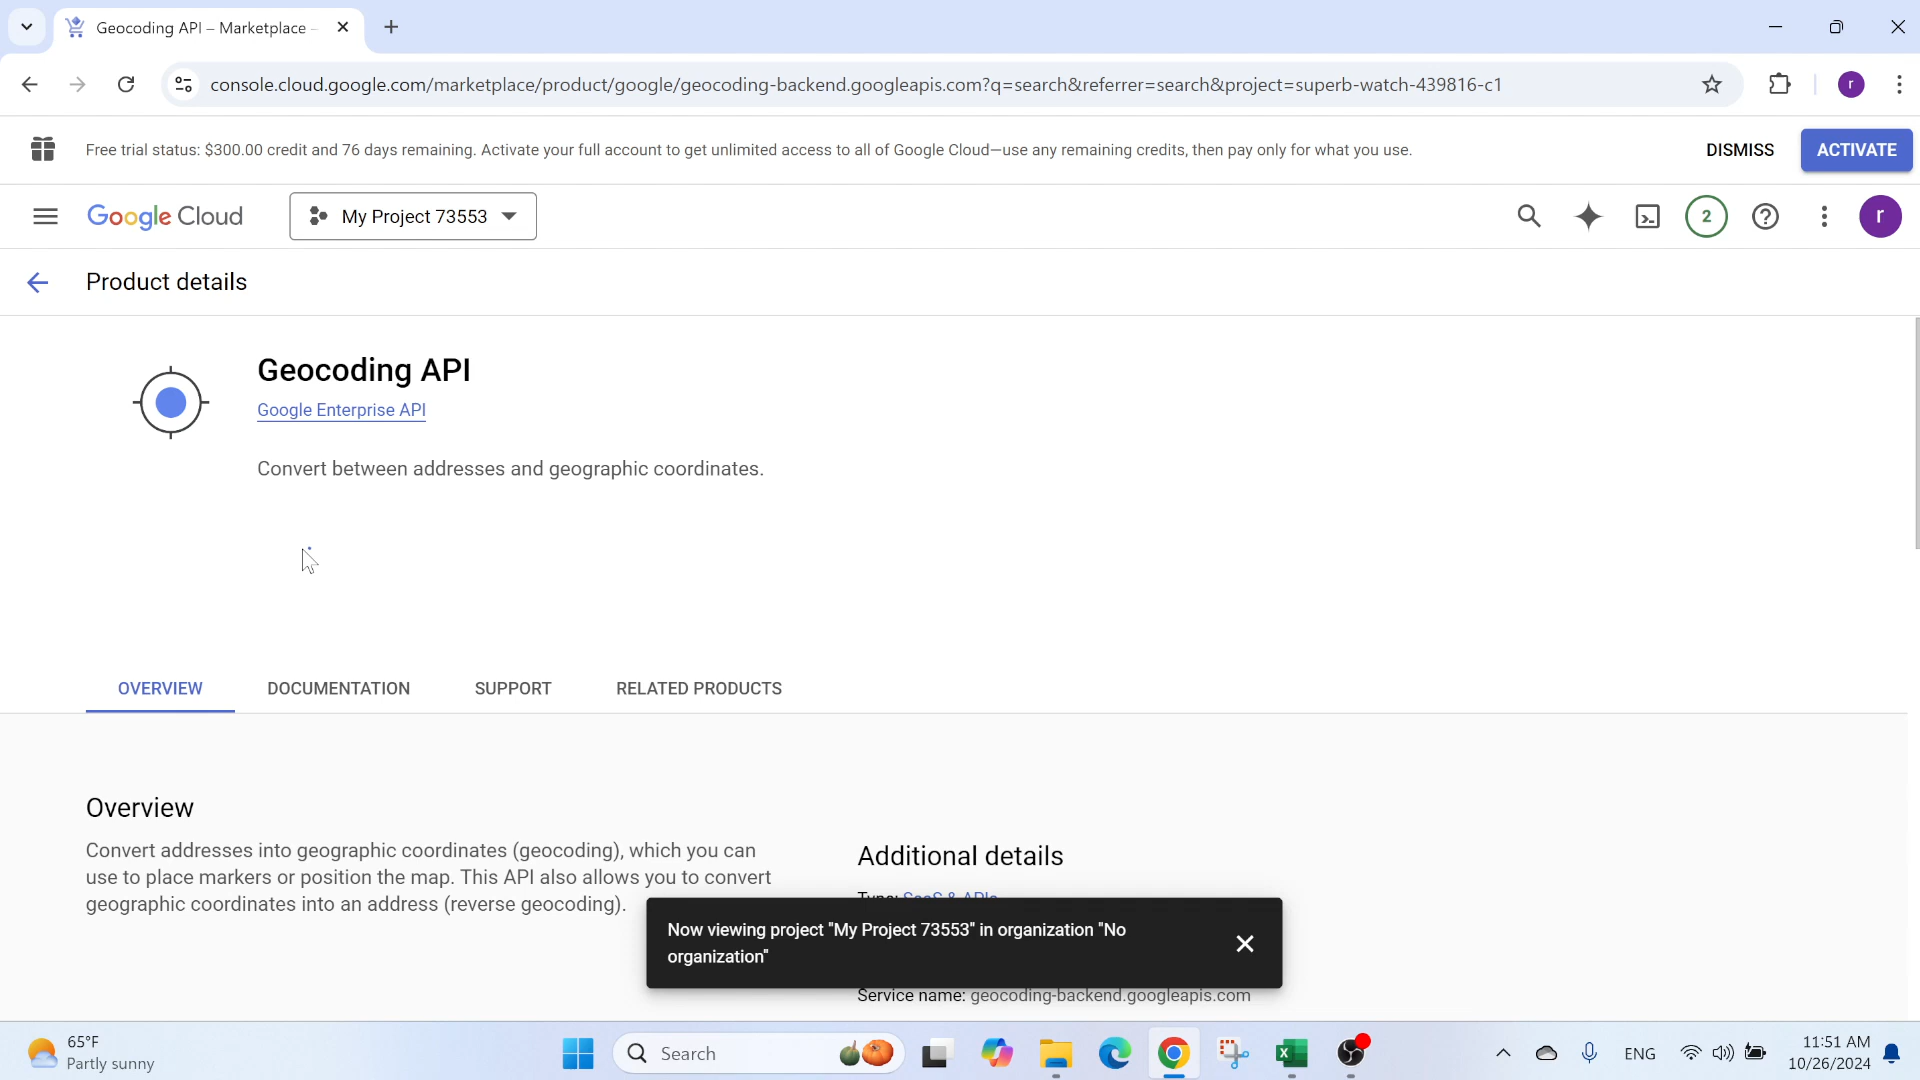 Geocoding API – Marketplace –
console.cloud.google.com/marketplace/product/google/geocoding-backend.googleapis.com?q=search&referrer=search&project=superb-watch-439816-c1
r
Free trial status: $300.00 credit and 76 days remaining. Activate your full account to get unlimited access to all of Google Cloud—use any remaining credits, then pay only for what you use.
DISMISS
ACTIVATE
Google Cloud
My Project 73553
2
r
Product details
Geocoding API
Google Enterprise API
Convert between addresses and geographic coordinates.
OVERVIEW
DOCUMENTATION
SUPPORT
RELATED PRODUCTS
Overview
Convert addresses into geographic coordinates (geocoding), which you can
use to place markers or position the map. This API also allows you to convert
geographic coordinates into an address (reverse geocoding).
Additional details
Type: SaaS & APIs
Now viewing project "My Project 73553" in organization "No
organization"
Service name: geocoding-backend.googleapis.com
65°F
Partly sunny
Search
ENG
11:51 AM
10/26/2024